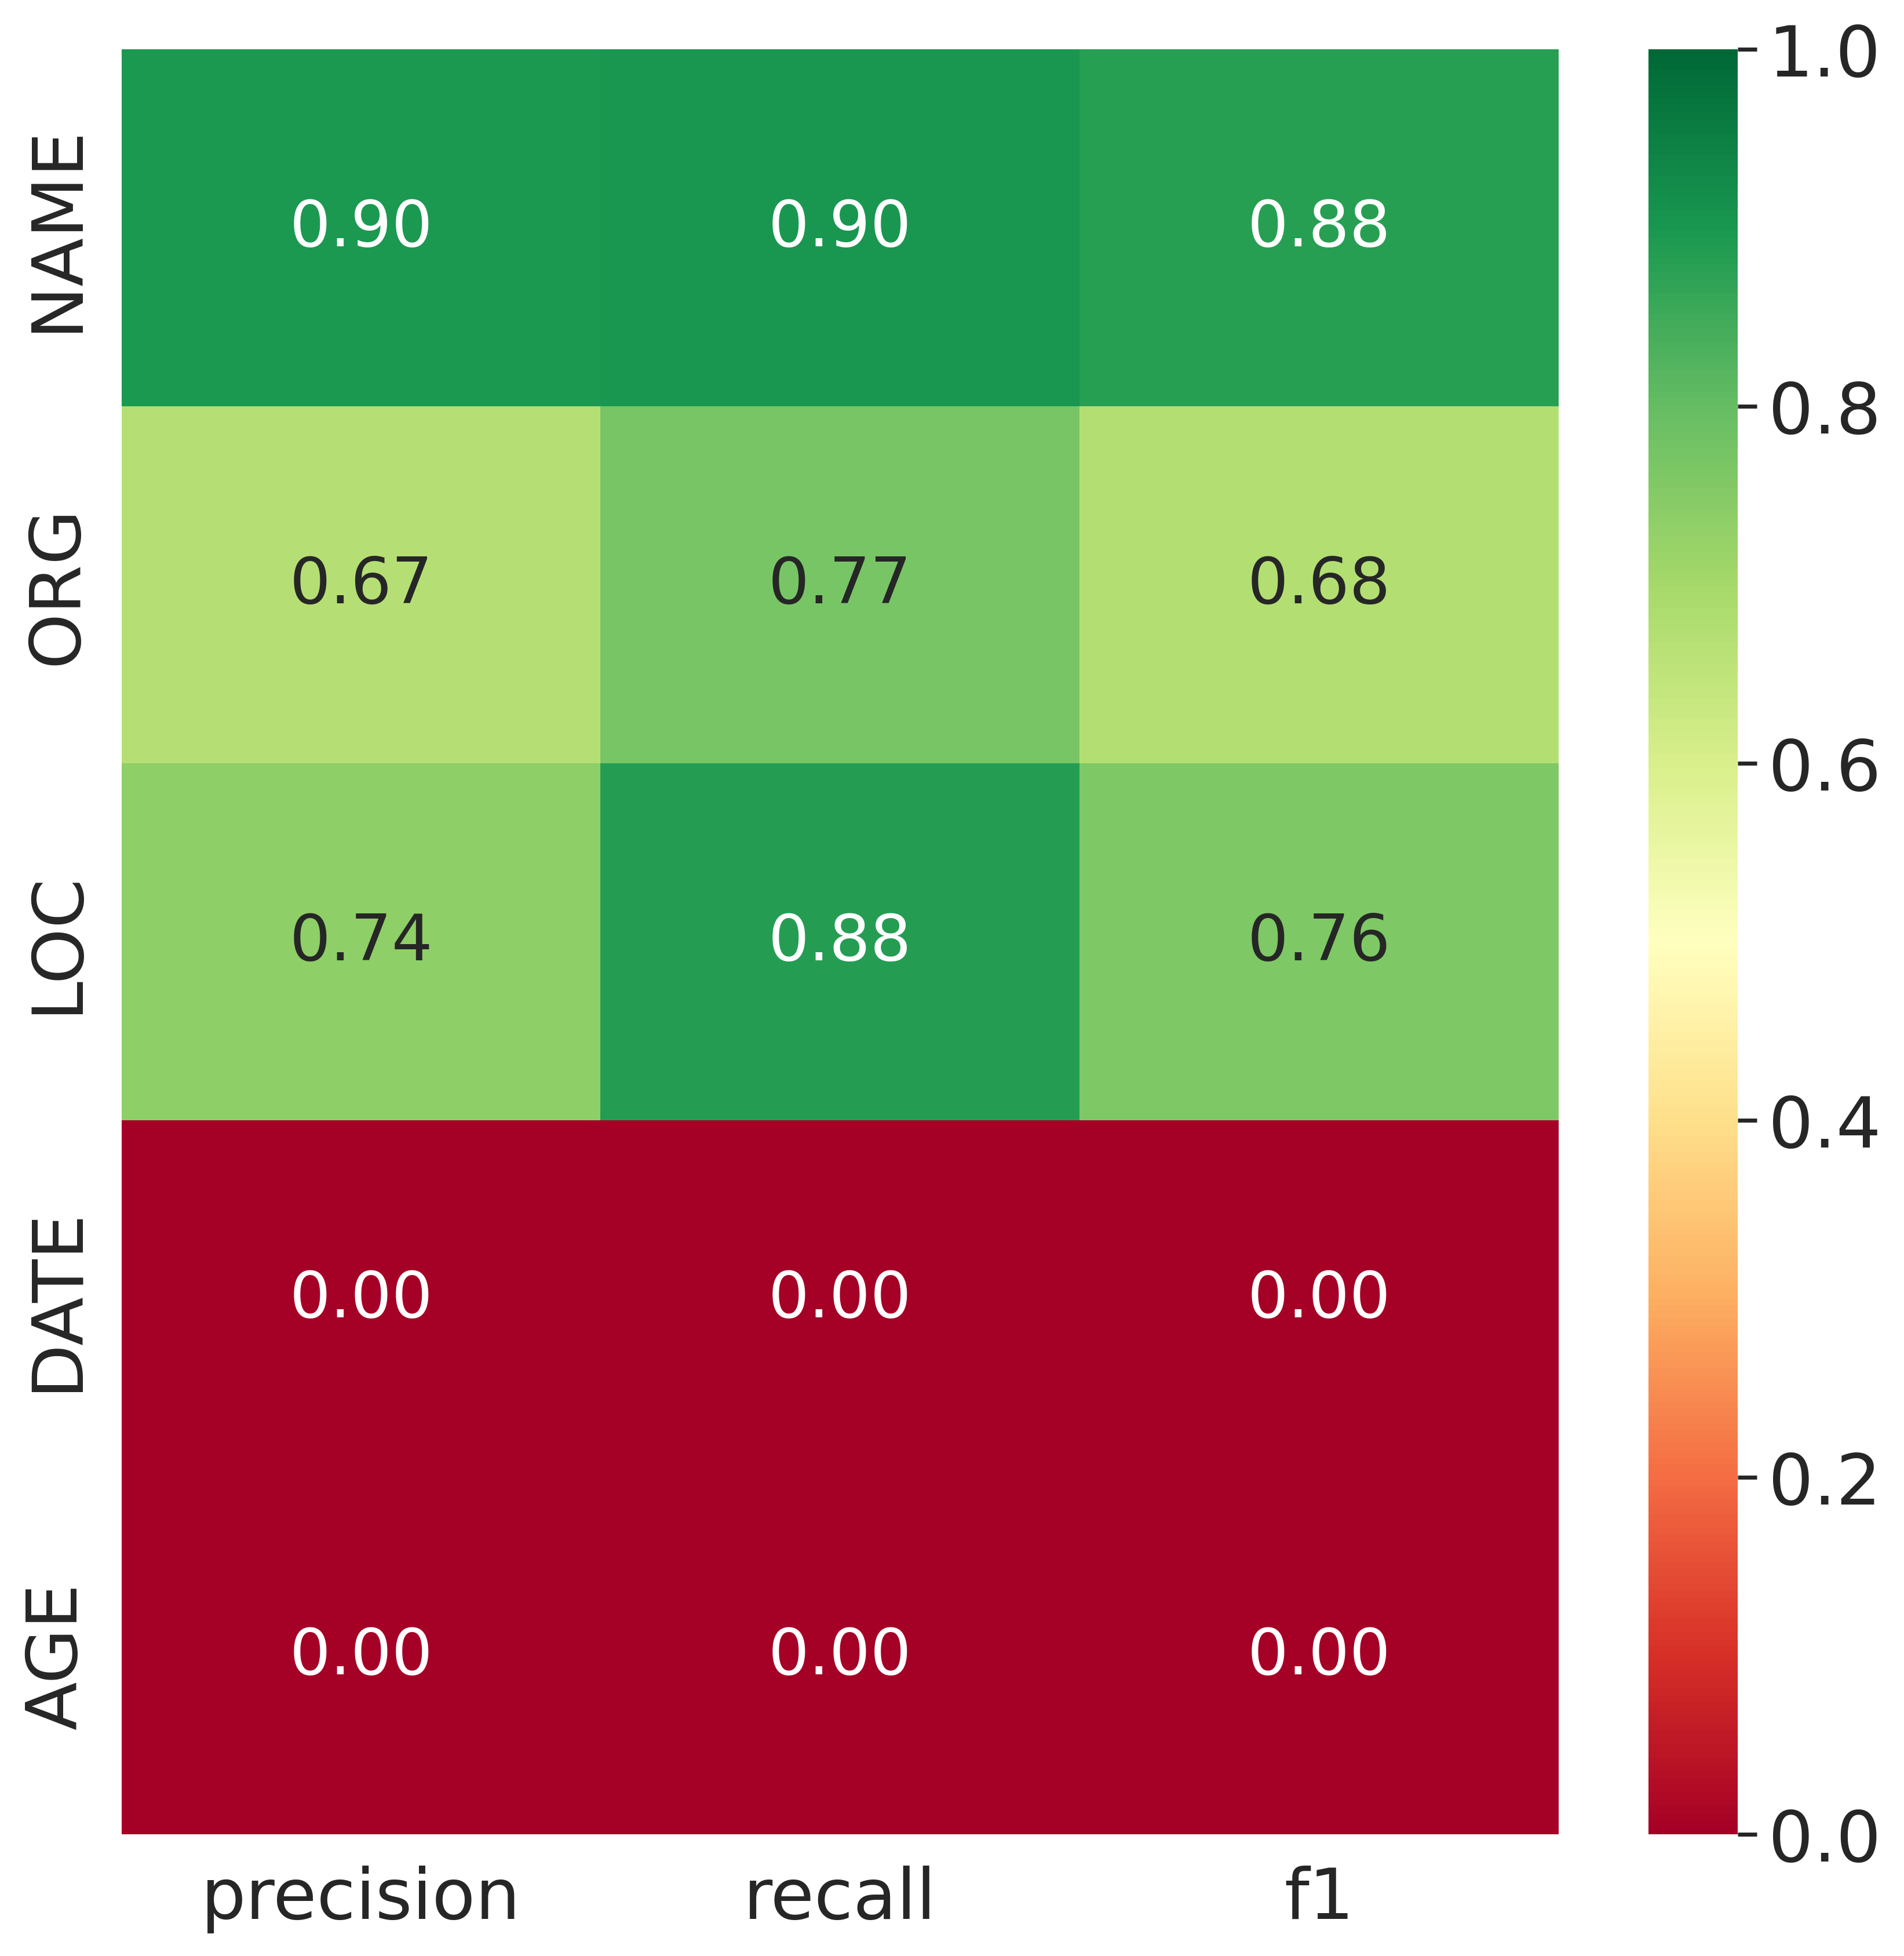 NAME 0.90 0.90 0.88
ORG 0.67 0.77 0.68
LOC 0.74 0.88 0.76
DATE 0.00 0.00 0.00
AGE 0.00 0.00 0.00
precision recall f1
1.0
0.8
0.6
0.4
0.2
0.0